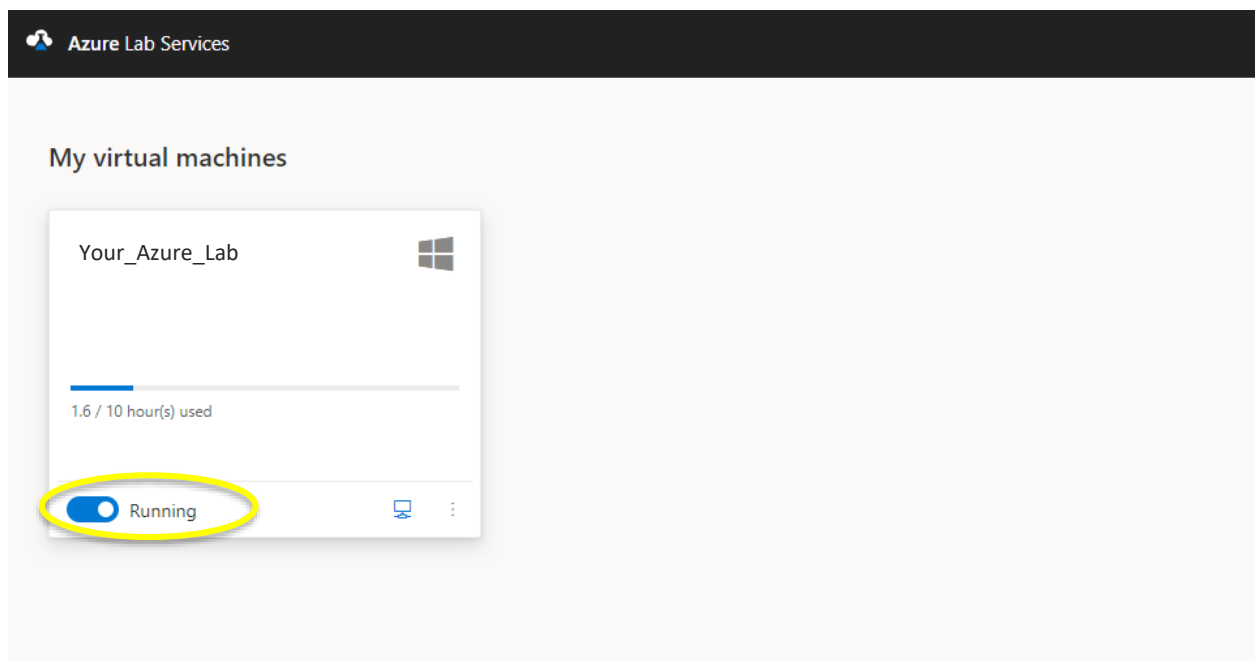 Azure Lab Services
My virtual machines
Your_Azure_Lab
1.6 / 10 hour(s) used
Running